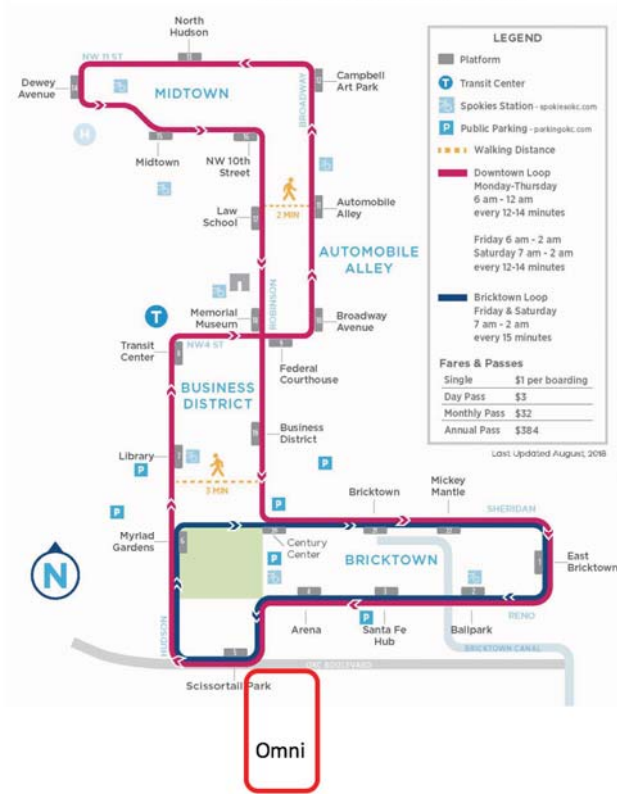 North
Hudson
NW 11 ST
Dewey
Avenue
MIDTOWN
BROADWAY
Campbell
Art Park
Midtown
NW 10th
Street
Law
School
2 MIN
Automobile
Alley
AUTOMOBILE
ALLEY
T
Memorial
Museum
ROBINSON
Broadway
Avenue
Transit
Center
NW4 ST
Federal
Courthouse
BUSINESS
DISTRICT
Business
District
Library
P
3 MIN
P
P
P
Myriad
Gardens
N
Century
Center
P
Bricktown
Mickey
Mantle
SHERIDAN
BRICKTOWN
East
Bricktown
HUDSON
Arena
Santa Fe
Hub
P
Ballpark
RENO
BRICKTOWN CANAL
OKC BOULEVARD
Scissortail Park
Omni
LEGEND
Platform
T Transit Center
Spokies Station - spokiesokc.com
P Public Parking - parkingokc.com
Walking Distance
Downtown Loop
Monday-Thursday
6 am - 12 am
every 12-14 minutes
Friday 6 am - 2 am
Saturday 7 am - 2 am
every 12-14 minutes
Bricktown Loop
Friday & Saturday
7 am - 2 am
every 15 minutes
Fares & Passes
Single $1 per boarding
Day Pass $3
Monthly Pass $32
Annual Pass $384
Last Updated August, 2018